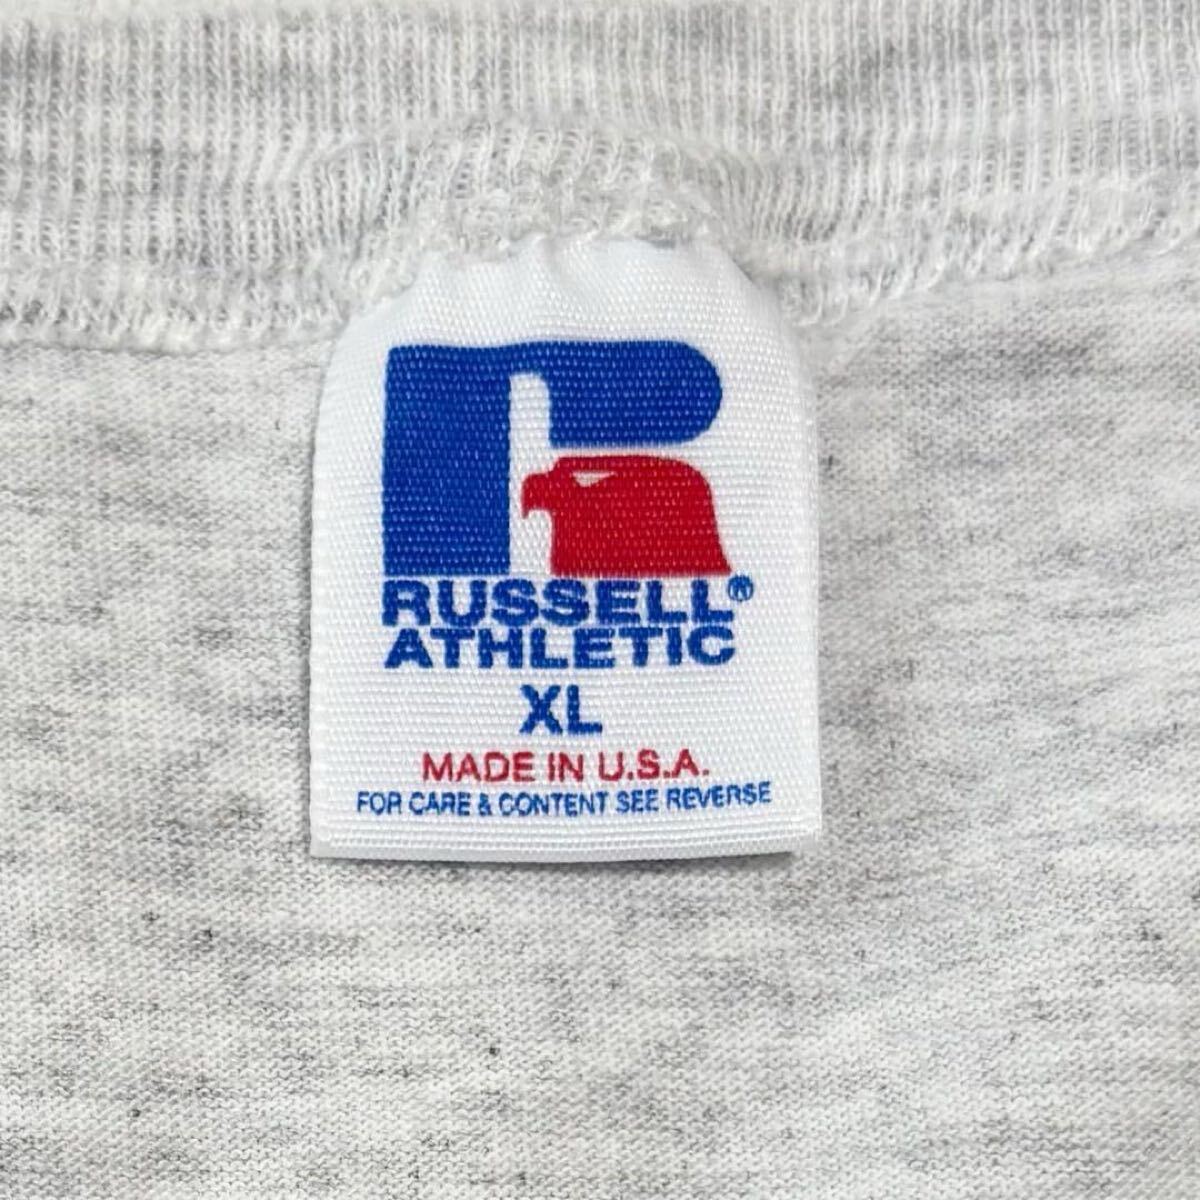 RUSSELL®
ATHLETIC
XL
MADE IN U.S.A.
FOR CARE & CONTENT SEE REVERSE